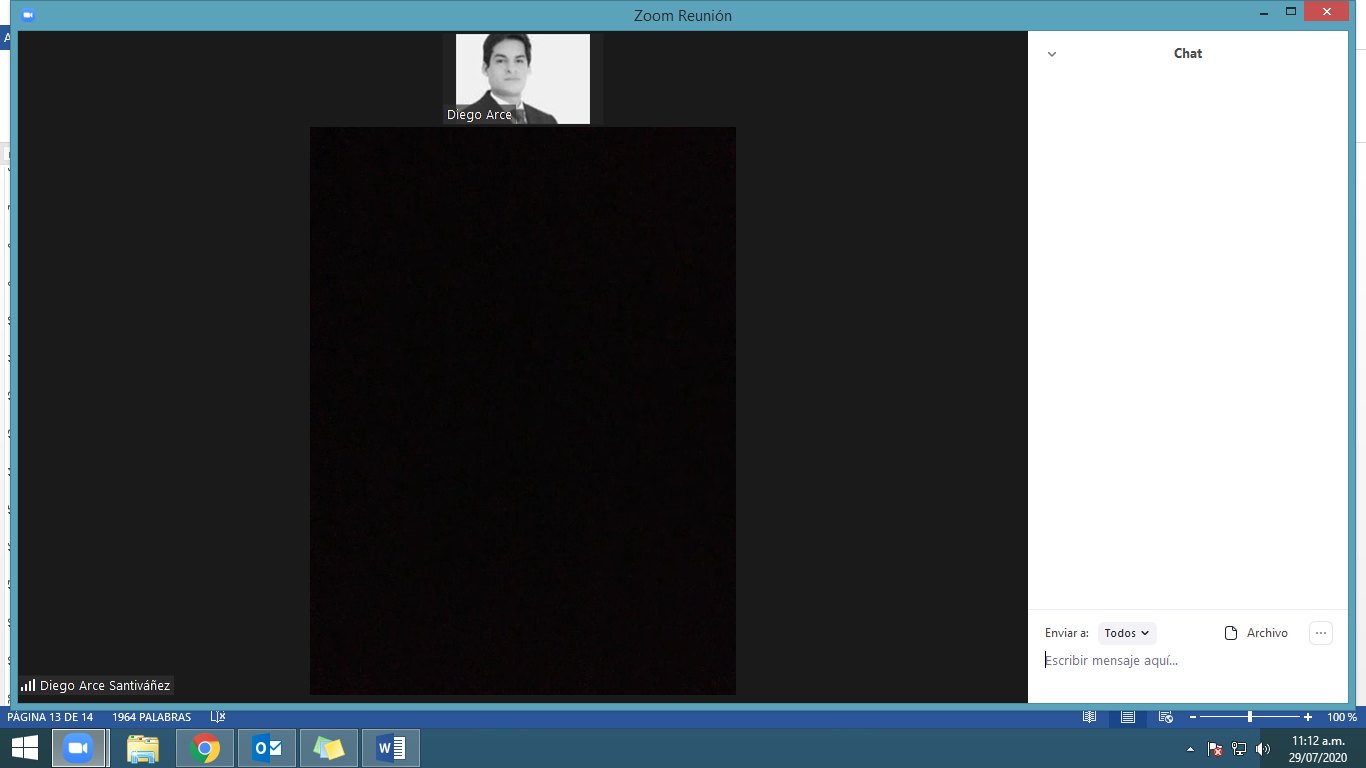 Zoom Reunión
Diego Arce
Chat
Enviar a:
Todos
Archivo
Escribir mensaje aquí...
Diego Arce Santiváñez
PÁGINA 13 DE 14
1964 PALABRAS
100 %
11:12 a.m.
29/07/2020